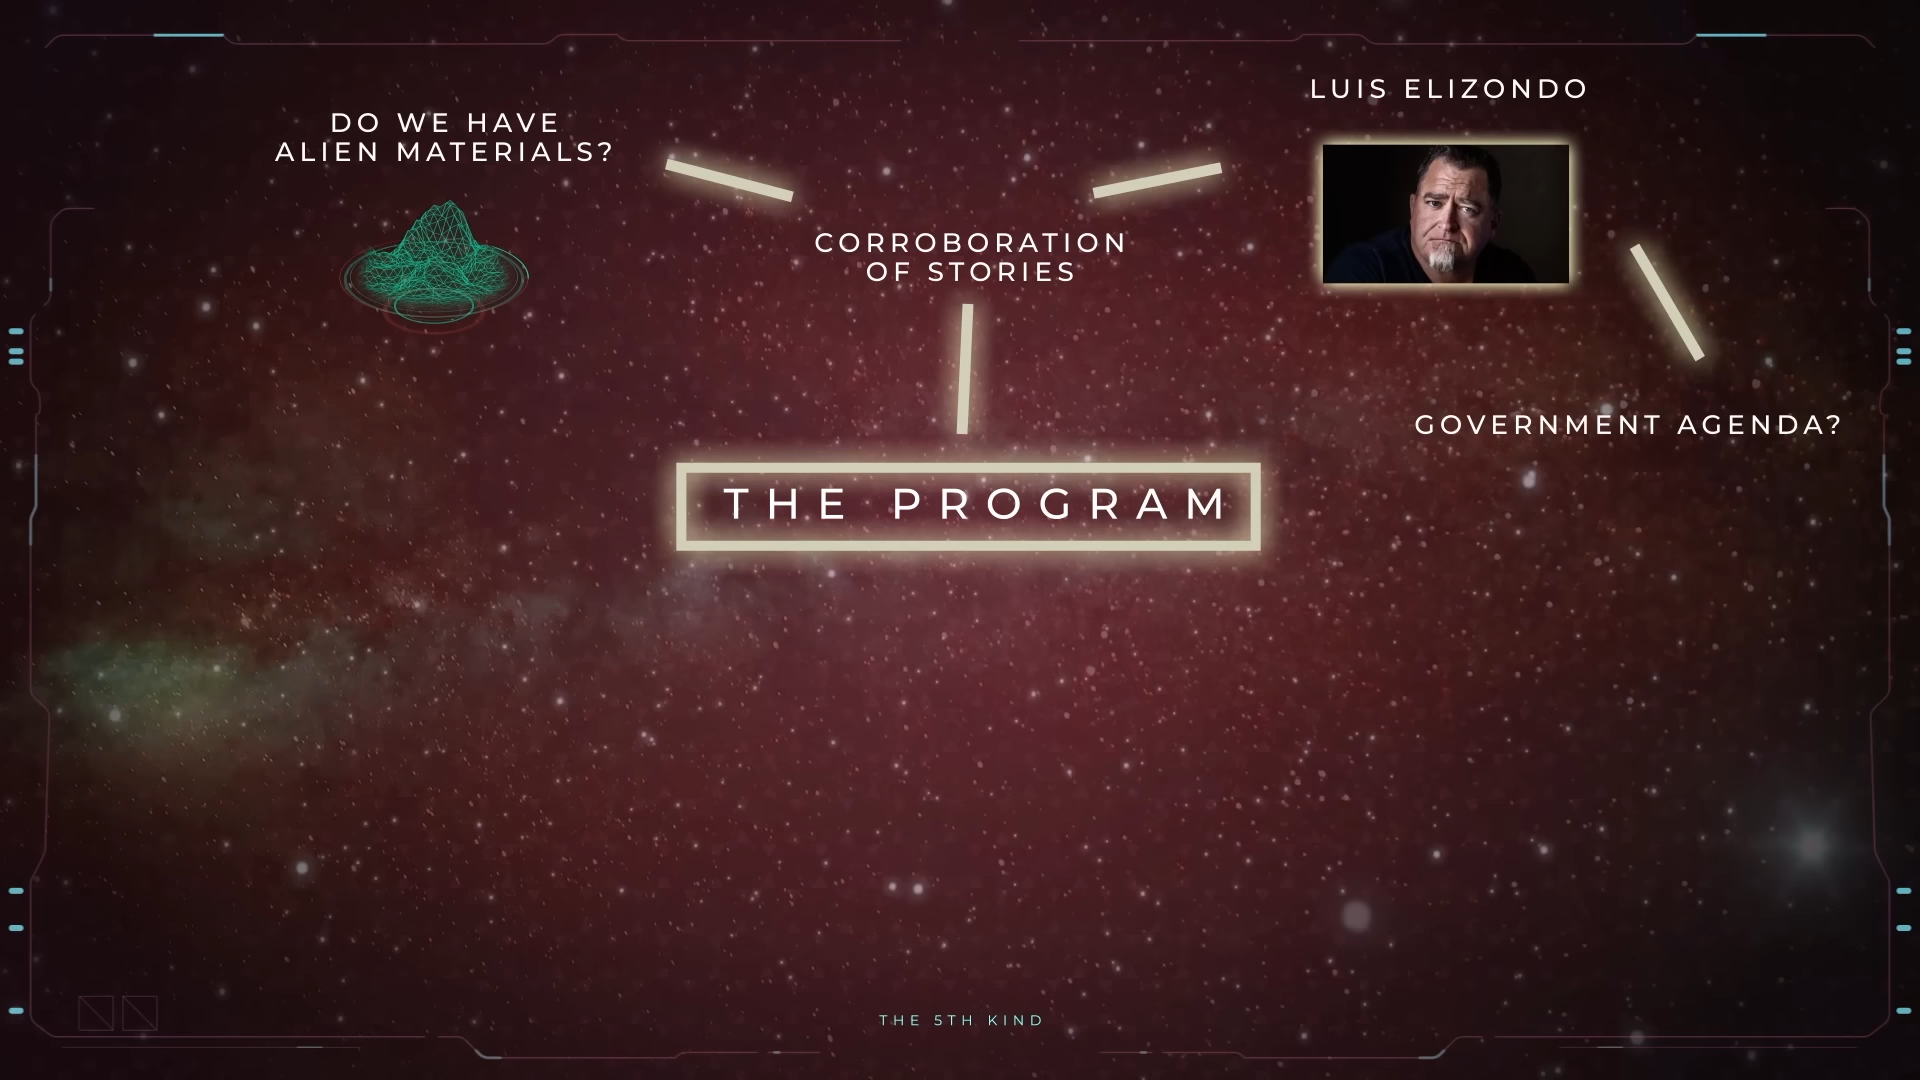 DO WE HAVE
ALIEN MATERIALS?
LUIS ELIZONDO
CORROBORATION
OF STORIES
GOVERNMENT AGENDA?
THE PROGRAM
THE 5TH KIND